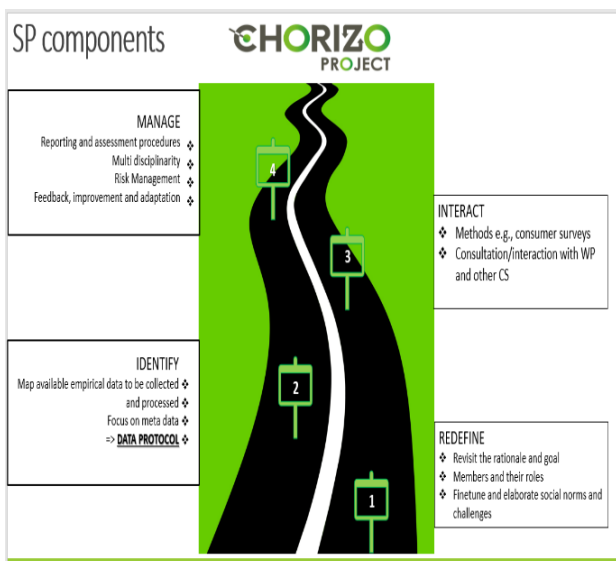 SP components
CHORIZO
PROJECT
MANAGE
Reporting and assessment procedures
Multi disciplinarity
Risk Management
Feedback, improvement and adaptation
4
INTERACT
Methods e.g., consumer surveys
Consultation/interaction with WP
and other CS
3
IDENTIFY
Map available empirical data to be collected
and processed
Focus on meta data
=> DATA PROTOCOL
2
REDEFINE
Revisit the rationale and goal
Members and their roles
Finetune and elaborate social norms and
challenges
1